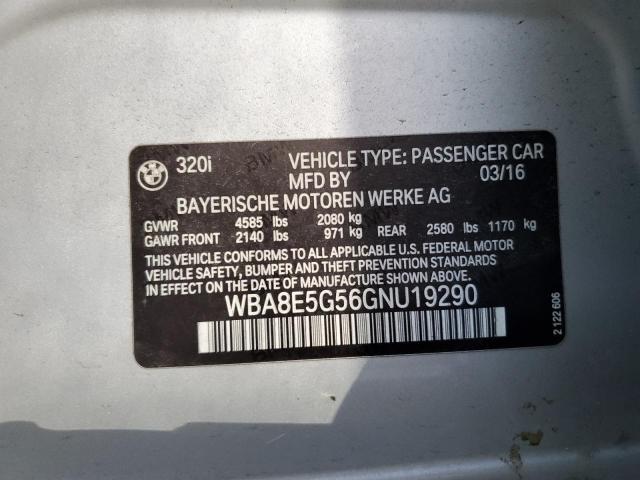 320i VEHICLE TYPE: PASSENGER CAR
MFD BY 03/16
BAYERISCHE MOTOREN WERKE AG
GVWR 4585 lbs 2080 kg
GAWR FRONT 2140 lbs 971 kg REAR 2580 lbs 1170 kg
THIS VEHICLE CONFORMS TO ALL APPLICABLE U.S. FEDERAL MOTOR
VEHICLE SAFETY, BUMPER AND THEFT PREVENTION STANDARDS
IN EFFECT ON THE DATE OF MANUFACTURE SHOWN ABOVE.
WBA8E5G56GNU19290
2 122 606